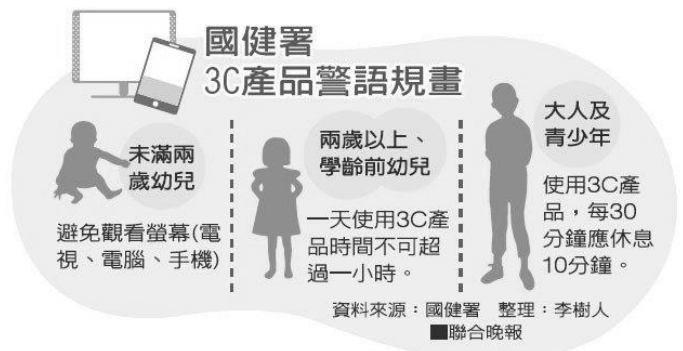 國健署
3C產品警語規畫
未滿兩
歲幼兒
避免觀看螢幕(電
視、電腦、手機)
兩歲以上、
學齡前幼兒
一天使用3C產
品時間不可超
過一小時。
大人及
青少年
使用3C產
品，每30
分鐘應休息
10分鐘。
資料來源：國健署　整理：李樹人
■聯合晚報